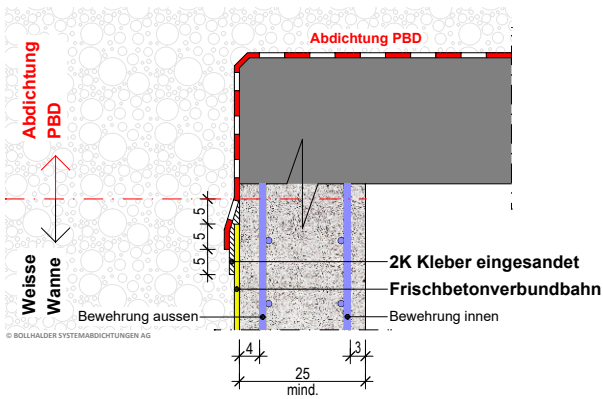 Abdichtung PBD
Abdichtung
PBD
Weisse
Wanne
5
5
5
2K Kleber eingesandet
Frischbetonverbundbahn
Bewehrung aussen
Bewehrung innen
© BOLLHALDER SYSTEMABDICHTUNGEN AG
4
3
25
mind.